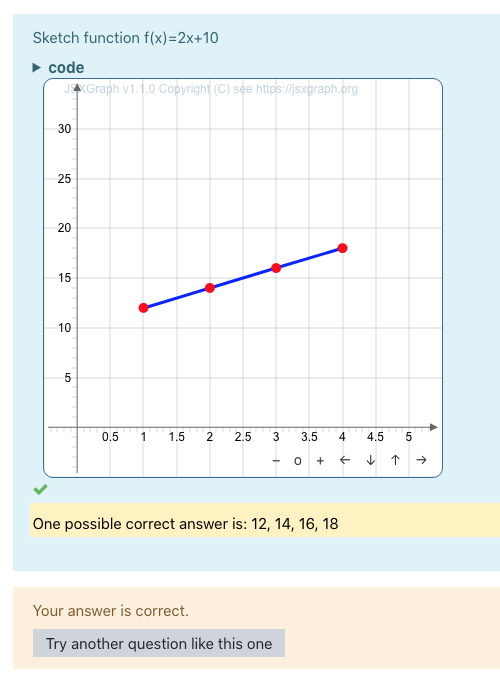 Sketch function f(x)=2x+10
▶ code
JSXGraph v1.1.0 Copyright (C) see https://jsxgraph.org
30
25
20
15
10
5
0.5 1 1.5 2 2.5 3 3.5 4 4.5 5
− o + ← ↓ ↑ →
One possible correct answer is: 12, 14, 16, 18
Your answer is correct.
Try another question like this one